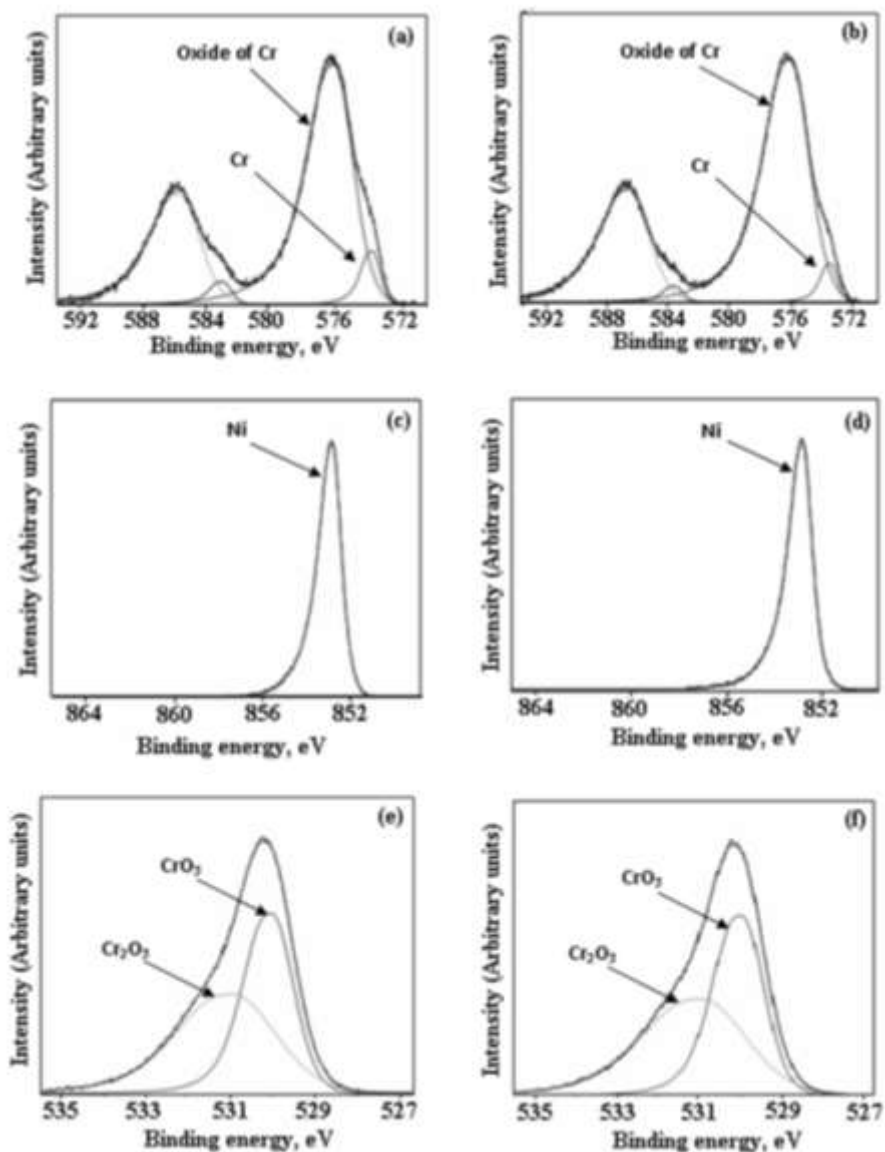 (a)
Oxide of Cr
Cr
Intensity (Arbitrary units)
592 588 584 580 576 572
Binding energy, eV
(b)
Oxide of Cr
Cr
Intensity (Arbitrary units)
592 588 584 580 576 572
Binding energy, eV
(c)
Ni
Intensity (Arbitrary units)
864 860 856 852
Binding energy, eV
(d)
Ni
Intensity (Arbitrary units)
864 860 856 852
Binding energy, eV
(e)
CrO₃
Cr₂O₃
Intensity (Arbitrary units)
535 533 531 529 527
Binding energy, eV
(f)
CrO₃
Cr₂O₃
Intensity (Arbitrary units)
535 533 531 529 527
Binding energy, eV